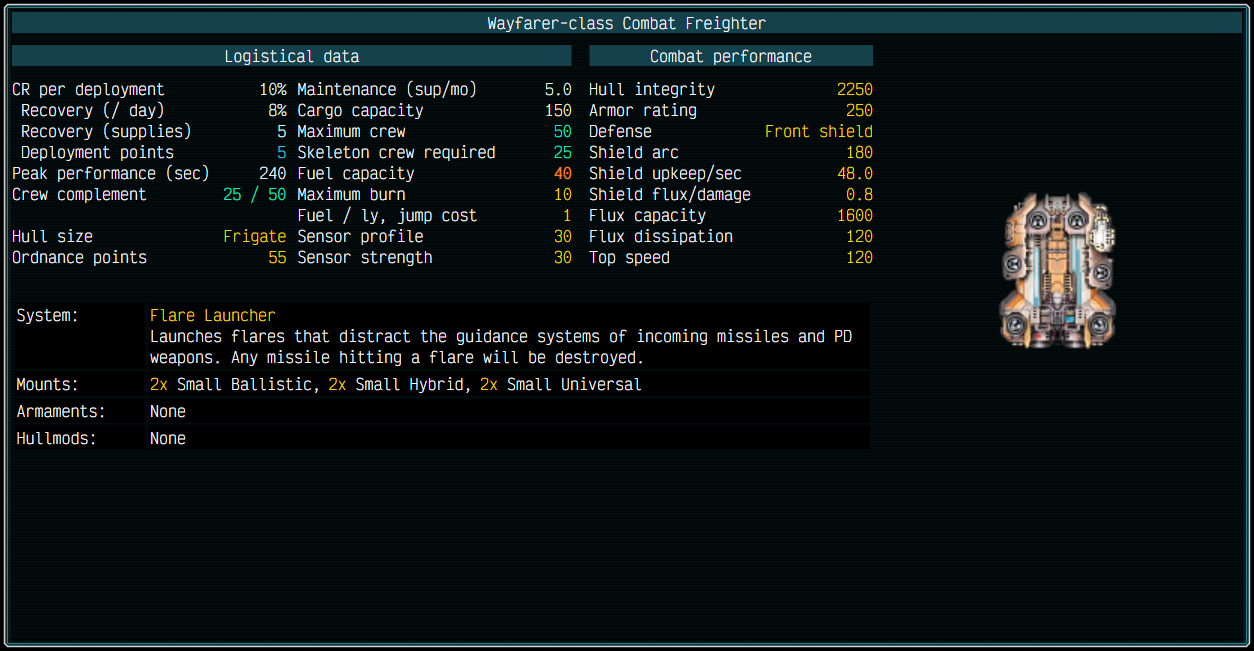 Wayfarer-class Combat Freighter
Logistical data
CR per deployment 10%
Recovery (/ day) 8%
Recovery (supplies) 5
Deployment points 5
Peak performance (sec) 240
Crew complement 25 / 50
Hull size Frigate
Ordnance points 55
Maintenance (sup/mo) 5.0
Cargo capacity 150
Maximum crew 50
Skeleton crew required 25
Fuel capacity 40
Maximum burn 10
Fuel / ly, jump cost 1
Sensor profile 30
Sensor strength 30
Combat performance
Hull integrity 2250
Armor rating 250
Defense Front shield
Shield arc 180
Shield upkeep/sec 48.0
Shield flux/damage 0.8
Flux capacity 1600
Flux dissipation 120
Top speed 120
System: Flare Launcher
Launches flares that distract the guidance systems of incoming missiles and PD
weapons. Any missile hitting a flare will be destroyed.
Mounts: 2x Small Ballistic, 2x Small Hybrid, 2x Small Universal
Armaments: None
Hullmods: None